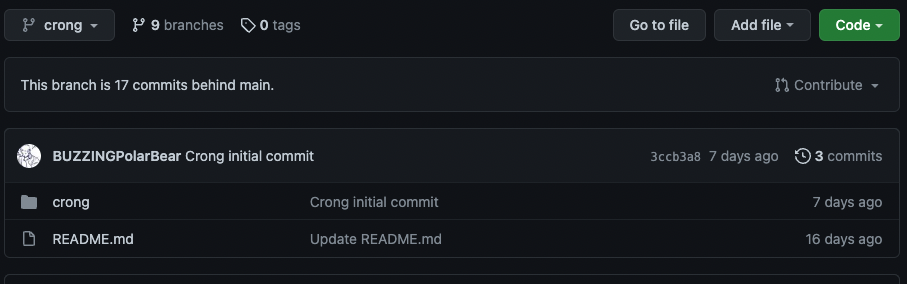 crong 9 branches 0 tags Go to file Add file Code
This branch is 17 commits behind main. Contribute
BUZZINGPolarBear Crong initial commit 3ccb3a8 7 days ago 3 commits
crong Crong initial commit 7 days ago
README.md Update README.md 16 days ago